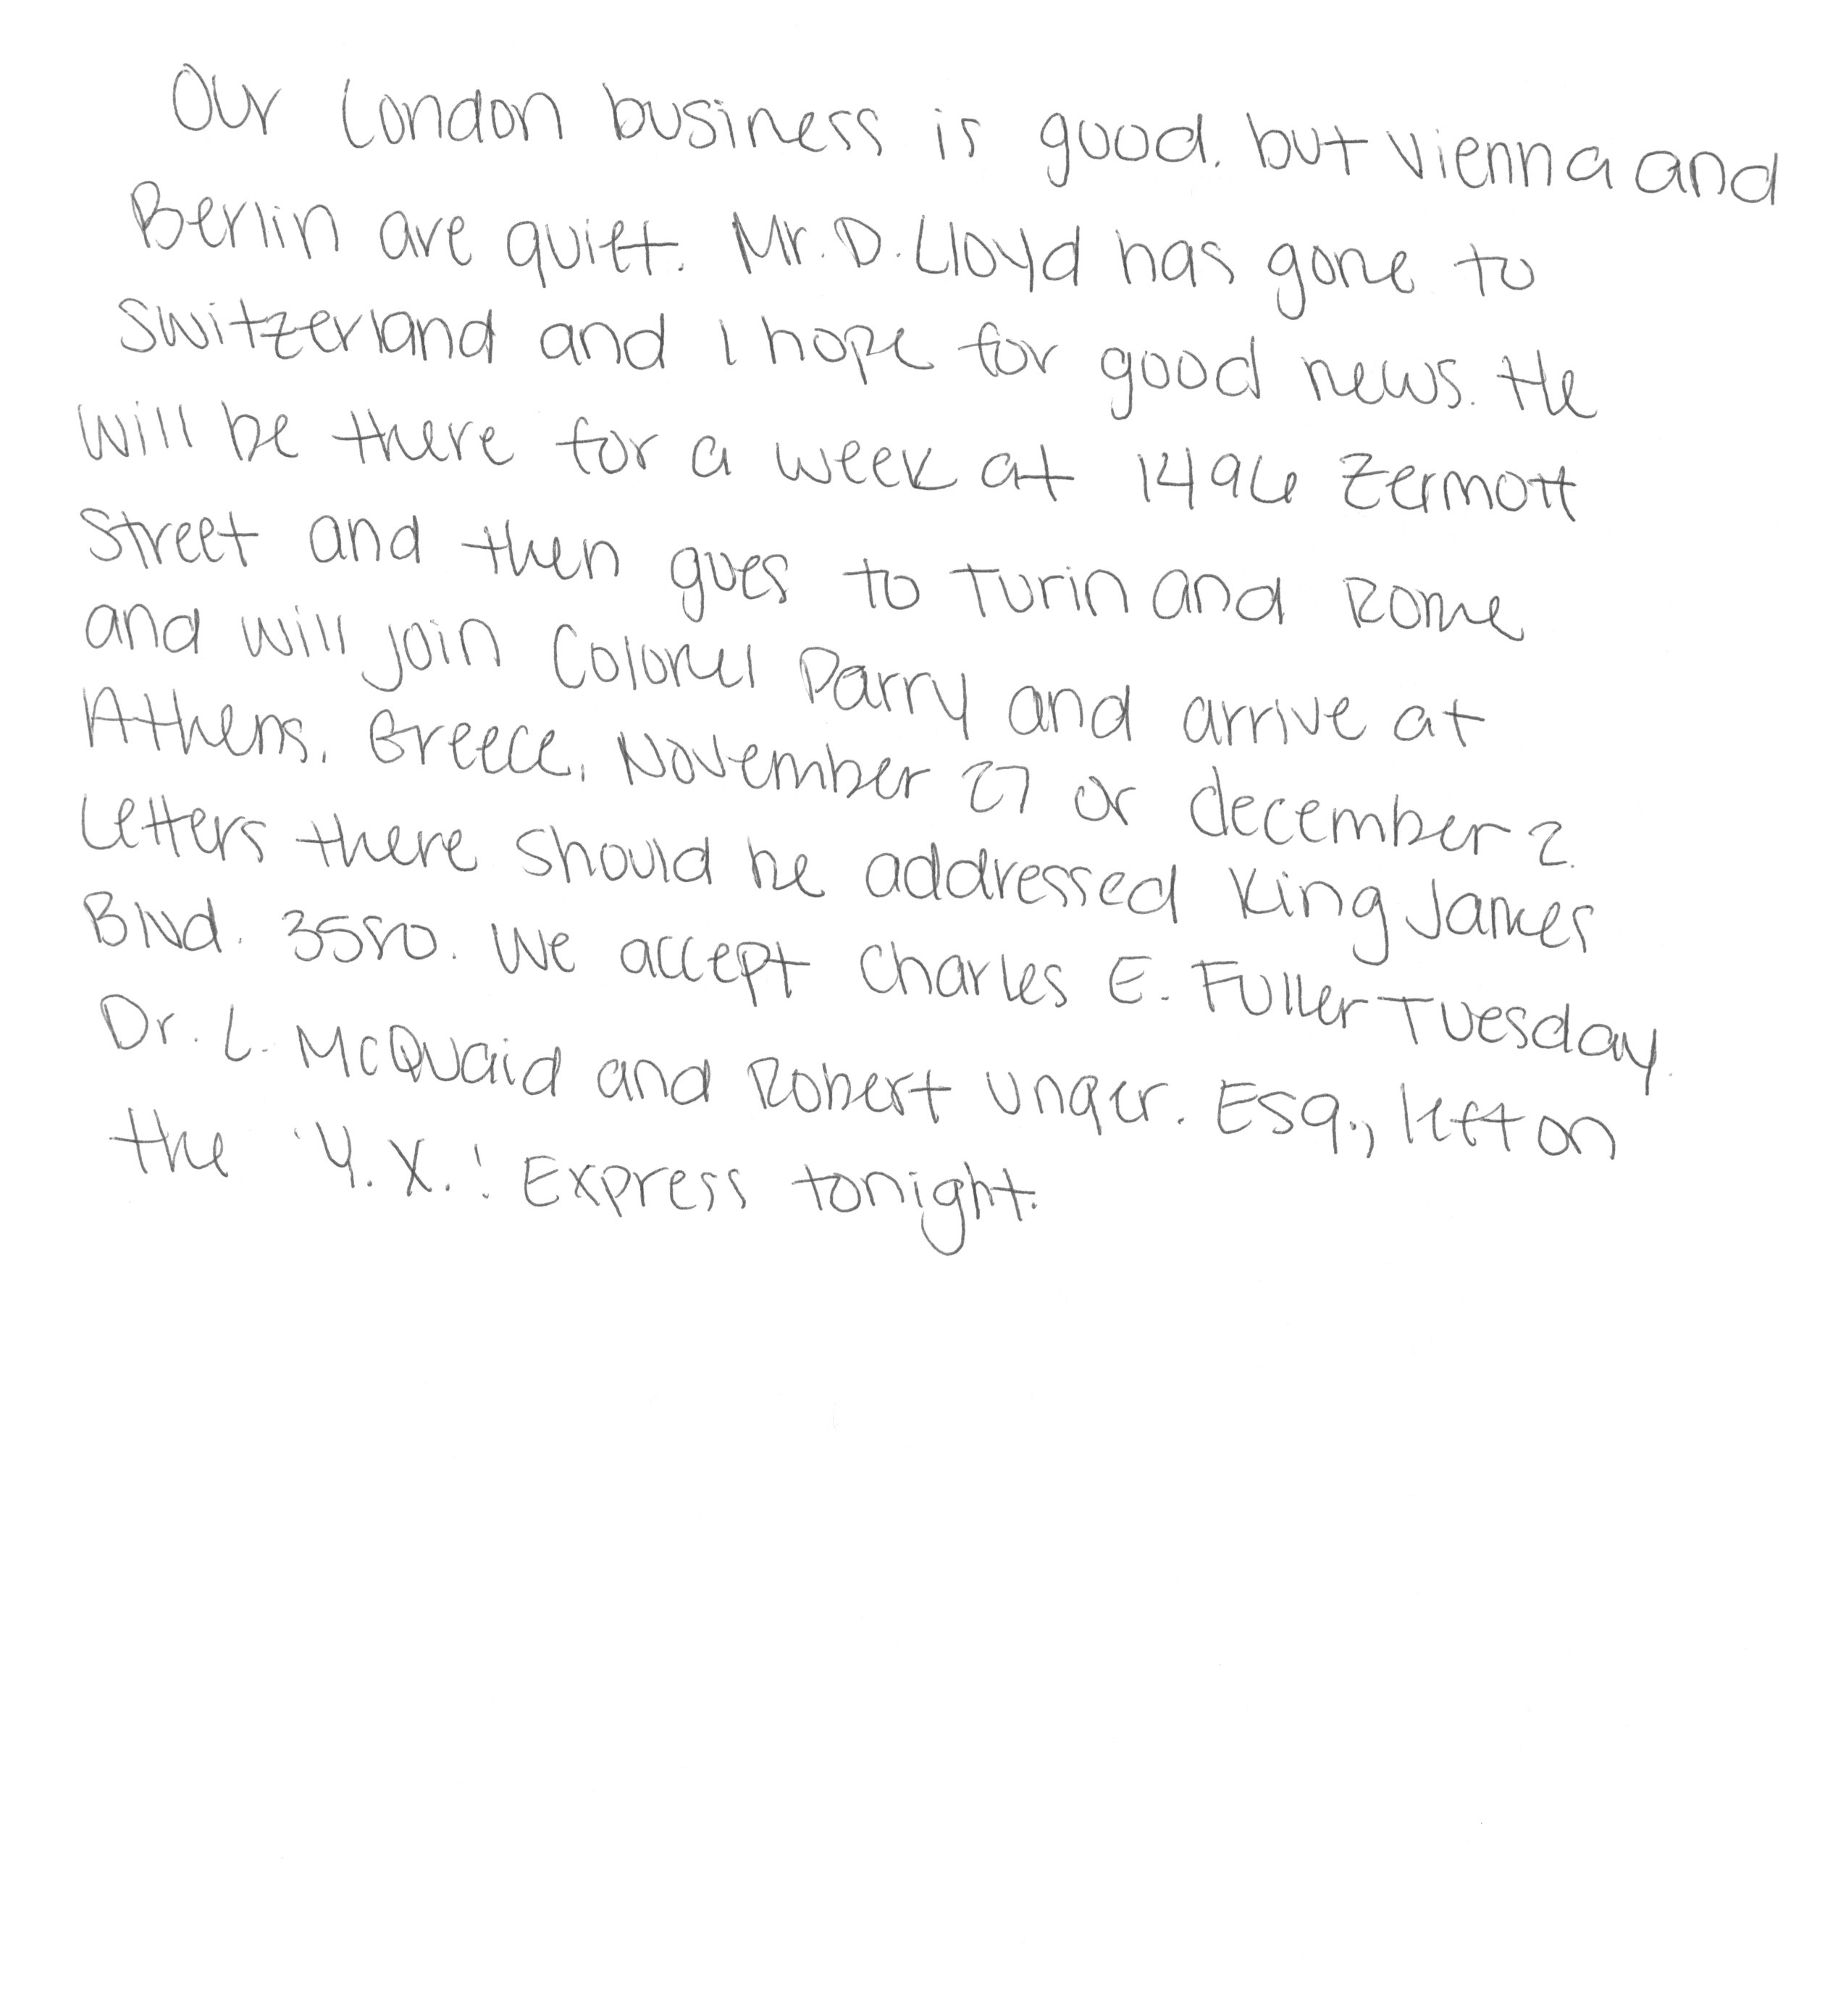 Our London business is good. but Vienna and
Berlin are quiet. Mr. D. Lloyd has gone to
Switzerland and I hope for good news. He
will be there for a week at 1496 Zermott
Street and then goes to Turin and Rome
and will join Colonel Parry and arrive at
Athens. Greece. November 27 or december 2.
Letters there should be addressed King James
Blvd. 3580. We accept Charles E. Fuller Tuesday.
Dr. L. McQuaid and Robert Unger. Esq., left on
the 'Y. X.' Express tonight.